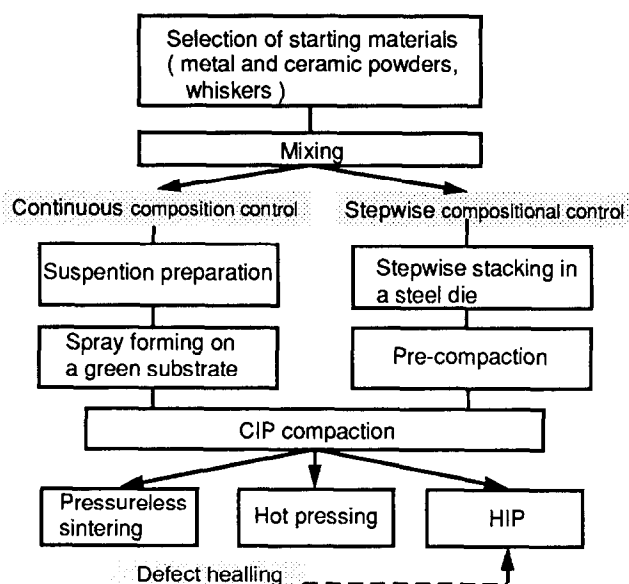 Selection of starting materials
( metal and ceramic powders,
whiskers )
Mixing
Continuous composition control
Stepwise compositional control
Suspention preparation
Stepwise stacking in
a steel die
Spray forming on
a green substrate
Pre-compaction
CIP compaction
Pressureless
sintering
Hot pressing
HIP
Defect healling